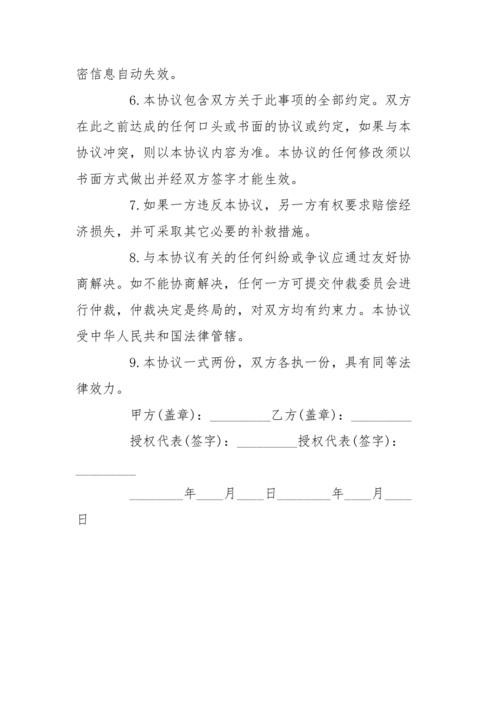 密信息自动失效。
6.本协议包含双方关于此事项的全部约定。双方
在此之前达成的任何口头或书面的协议或约定，如果与本
协议冲突，则以本协议内容为准。本协议的任何修改须以
书面方式做出并经双方签字才能生效。
7.如果一方违反本协议，另一方有权要求赔偿经
济损失，并可采取其它必要的补救措施。
8.与本协议有关的任何纠纷或争议应通过友好协
商解决。如不能协商解决，任何一方可提交仲裁委员会进
行仲裁，仲裁决定是终局的，对双方均有约束力。本协议
受中华人民共和国法律管辖。
9.本协议一式两份，双方各执一份，具有同等法
律效力。
甲方(盖章)：_________乙方(盖章)：_________
授权代表(签字)：_________授权代表(签字)：
_________
________年____月____日________年____月____
日